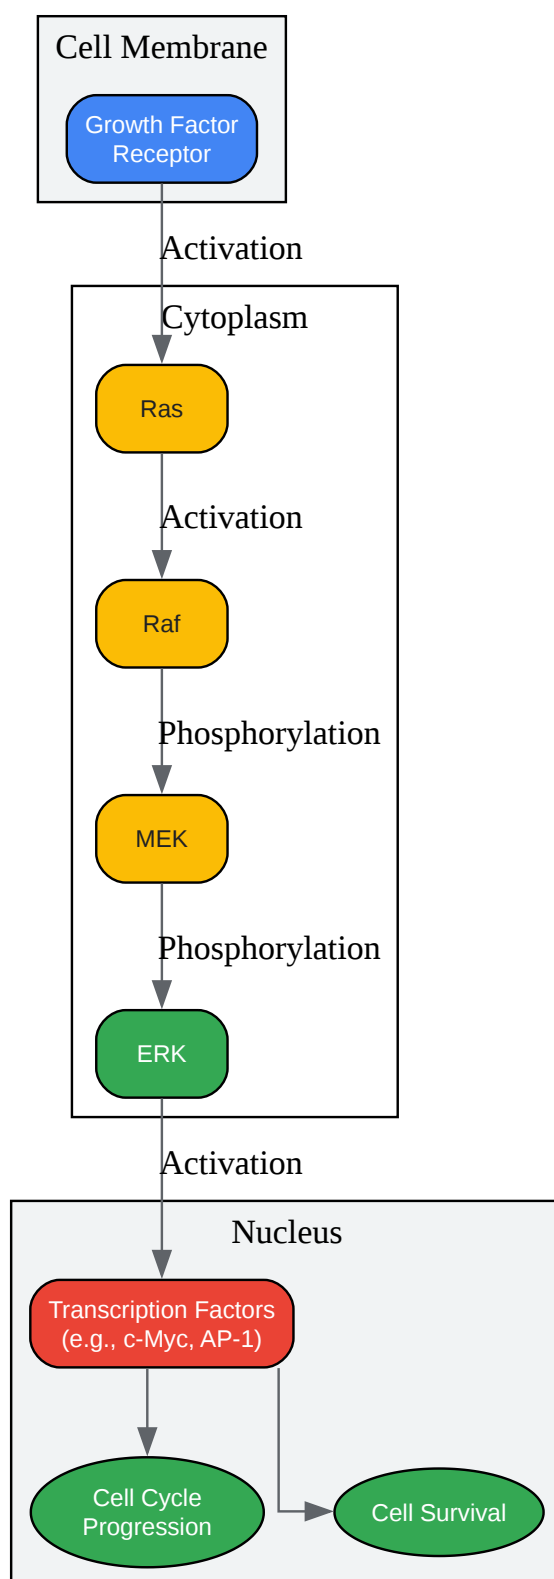 Cell Membrane
Growth Factor
Receptor
Activation
Cytoplasm
Ras
Activation
Raf
Phosphorylation
MEK
Phosphorylation
ERK
Activation
Nucleus
Transcription Factors
(e.g., c-Myc, AP-1)
Cell Cycle
Progression
Cell Survival